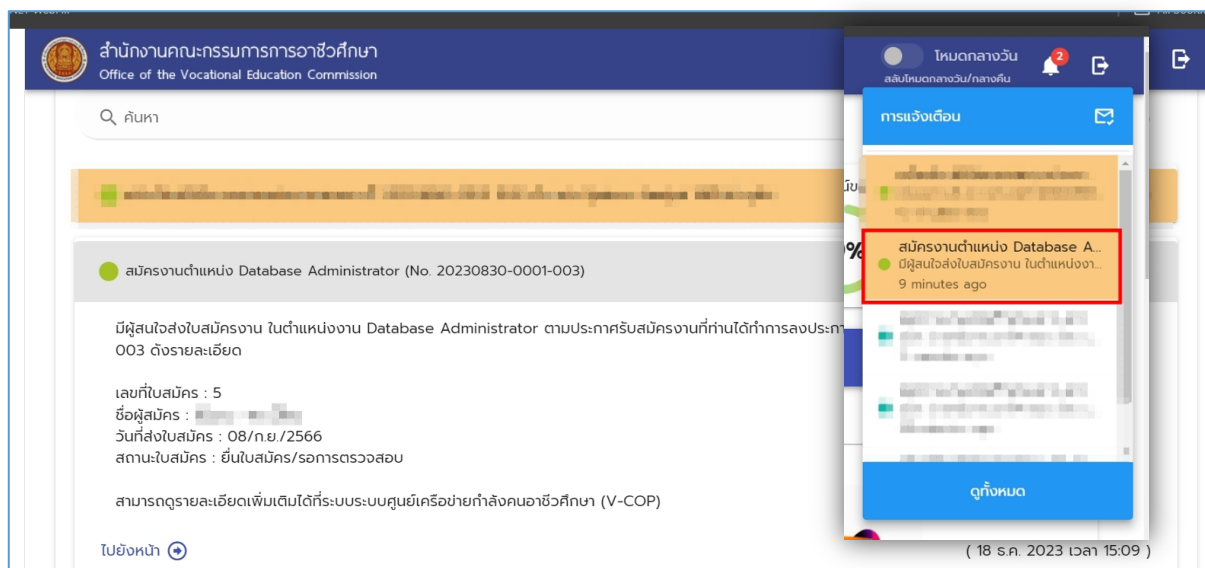 สำนักงานคณะกรรมการการอาชีวศึกษา
Office of the Vocational Education Commission
ค้นหา
สมัครงานตำแหน่ง Database Administrator (No. 20230830-0001-003)
มีผู้สนใจส่งใบสมัครงาน ในตำแหน่งงาน Database Administrator ตามประกาศรับสมัครงานที่ท่านได้ทำการลงประกา
003 ดังรายละเอียด
เลขที่ใบสมัคร : 5
ชื่อผู้สมัคร :
วันที่ส่งใบสมัคร : 08/ก.ย./2566
สถานะใบสมัคร : ยื่นใบสมัคร/รอการตรวจสอบ
สามารถดูรายละเอียดเพิ่มเติมได้ที่ระบบระบบศูนย์เครือข่ายกำลังคนอาชีวศึกษา (V-COP)
ไปยังหน้า
( 18 ธ.ค. 2023 เวลา 15:09 )
โหมดกลางวัน
2
สลับโหมดกลางวัน/กลางคืน
การแจ้งเตือน
สมัครงานตำแหน่ง Database A...
มีผู้สนใจส่งใบสมัครงาน ในตำแหน่งงา...
9 minutes ago
ดูทั้งหมด